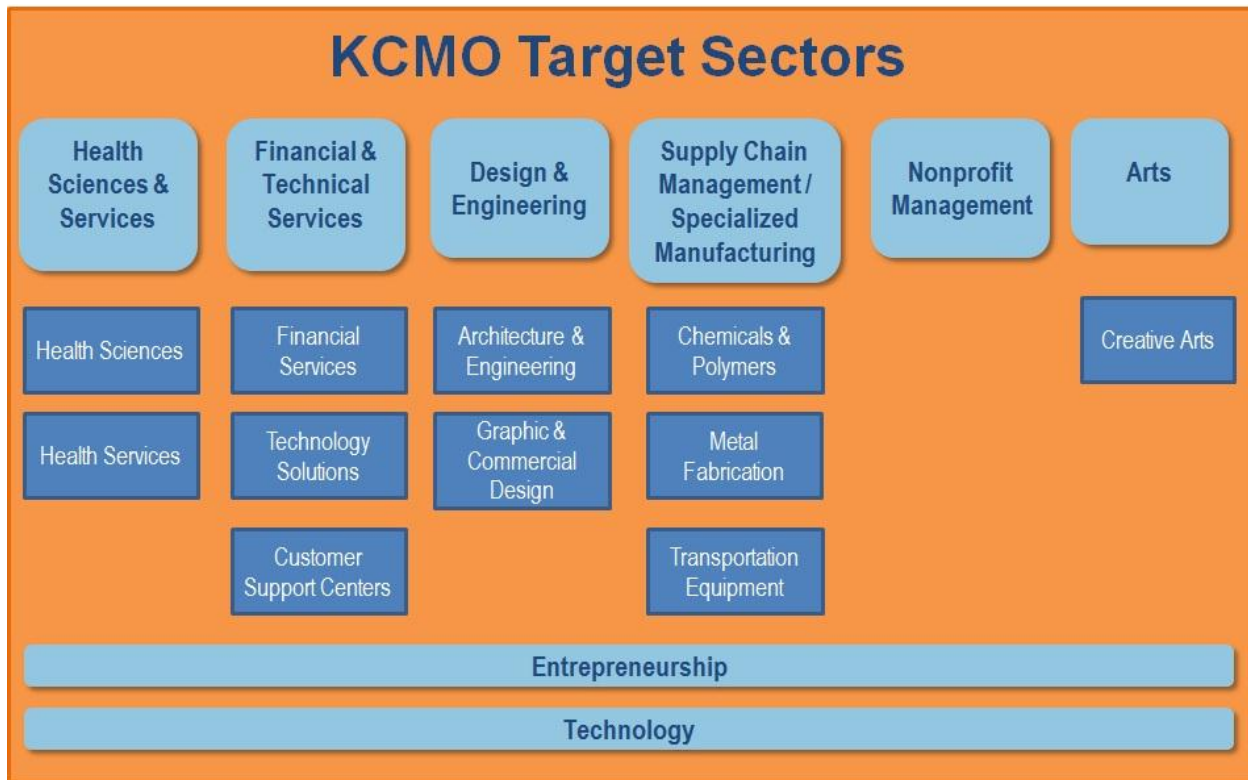 KCMO Target Sectors
Health
Sciences &
Services
Financial &
Technical
Services
Design &
Engineering
Supply Chain
Management /
Specialized
Manufacturing
Nonprofit
Management
Arts
Health Sciences
Financial
Services
Architecture &
Engineering
Chemicals &
Polymers
Creative Arts
Health Services
Technology
Solutions
Graphic &
Commercial
Design
Metal
Fabrication
Customer
Support Centers
Transportation
Equipment
Entrepreneurship
Technology